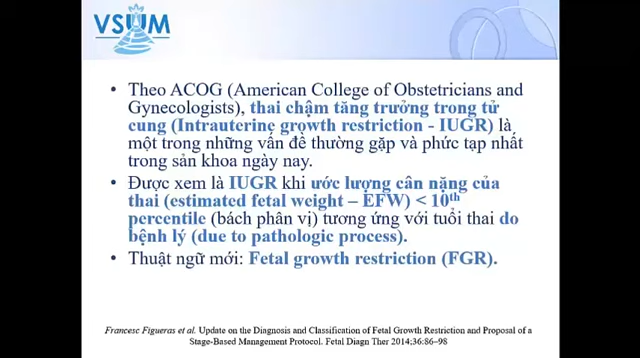 VSUM
• Theo ACOG (American College of Obstetricians and
Gynecologists), thai chậm tăng trưởng trong tử
cung (Intrauterine growth restriction - IUGR) là
một trong những vấn đề thường gặp và phức tạp nhất
trong sản khoa ngày nay.
• Được xem là IUGR khi ước lượng cân nặng của
thai (estimated fetal weight – EFW) < 10th
percentile (bách phân vị) tương ứng với tuổi thai do
bệnh lý (due to pathologic process).
• Thuật ngữ mới: Fetal growth restriction (FGR).
Francesc Figueras et al. Update on the Diagnosis and Classification of Fetal Growth Restriction and Proposal of a
Stage-Based Management Protocol. Fetal Diagn Ther 2014;36:86–98